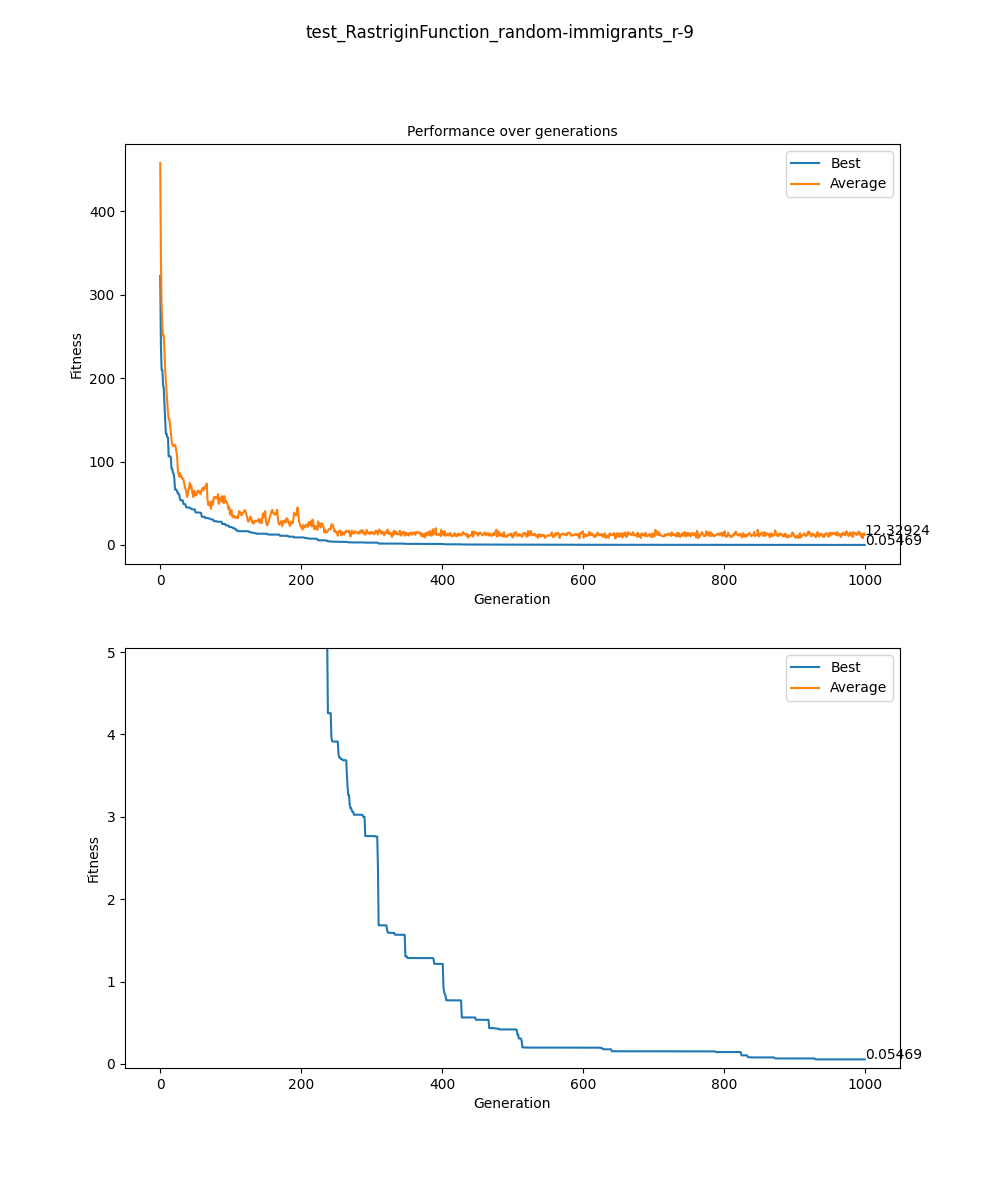 test_RastriginFunction_random-immigrants_r-9
Performance over generations
Best
Average
400
300
200
100
0
Fitness
12.32924
0.05469
0 200 400 600 800 1000
Generation
Best
Average
5
4
3
2
1
0
Fitness
0.05469
0 200 400 600 800 1000
Generation